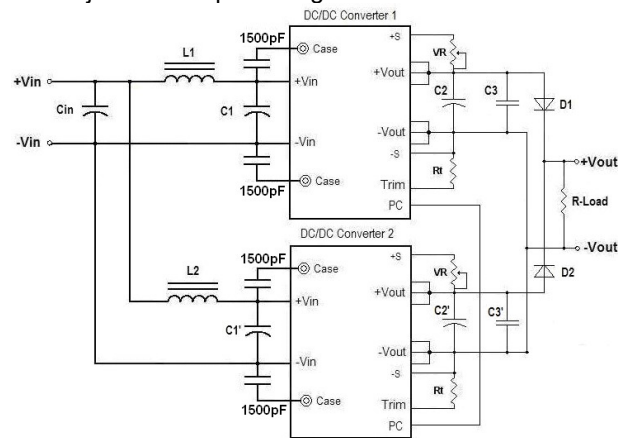 DC/DC Converter 1
1500pF
Case
+S
VR
L1
+Vin
+Vin
+Vout
C2
C3
D1
Cin
C1
-Vin
-Vin
-Vout
-S
+Vout
Case
Rt
Trim
R-Load
1500pF
PC
-Vout
DC/DC Converter 2
1500pF
Case
+S
VR
D2
L2
+Vin
+Vout
C2'
C3'
C1'
-Vin
-Vout
-S
Case
Rt
Trim
1500pF
PC